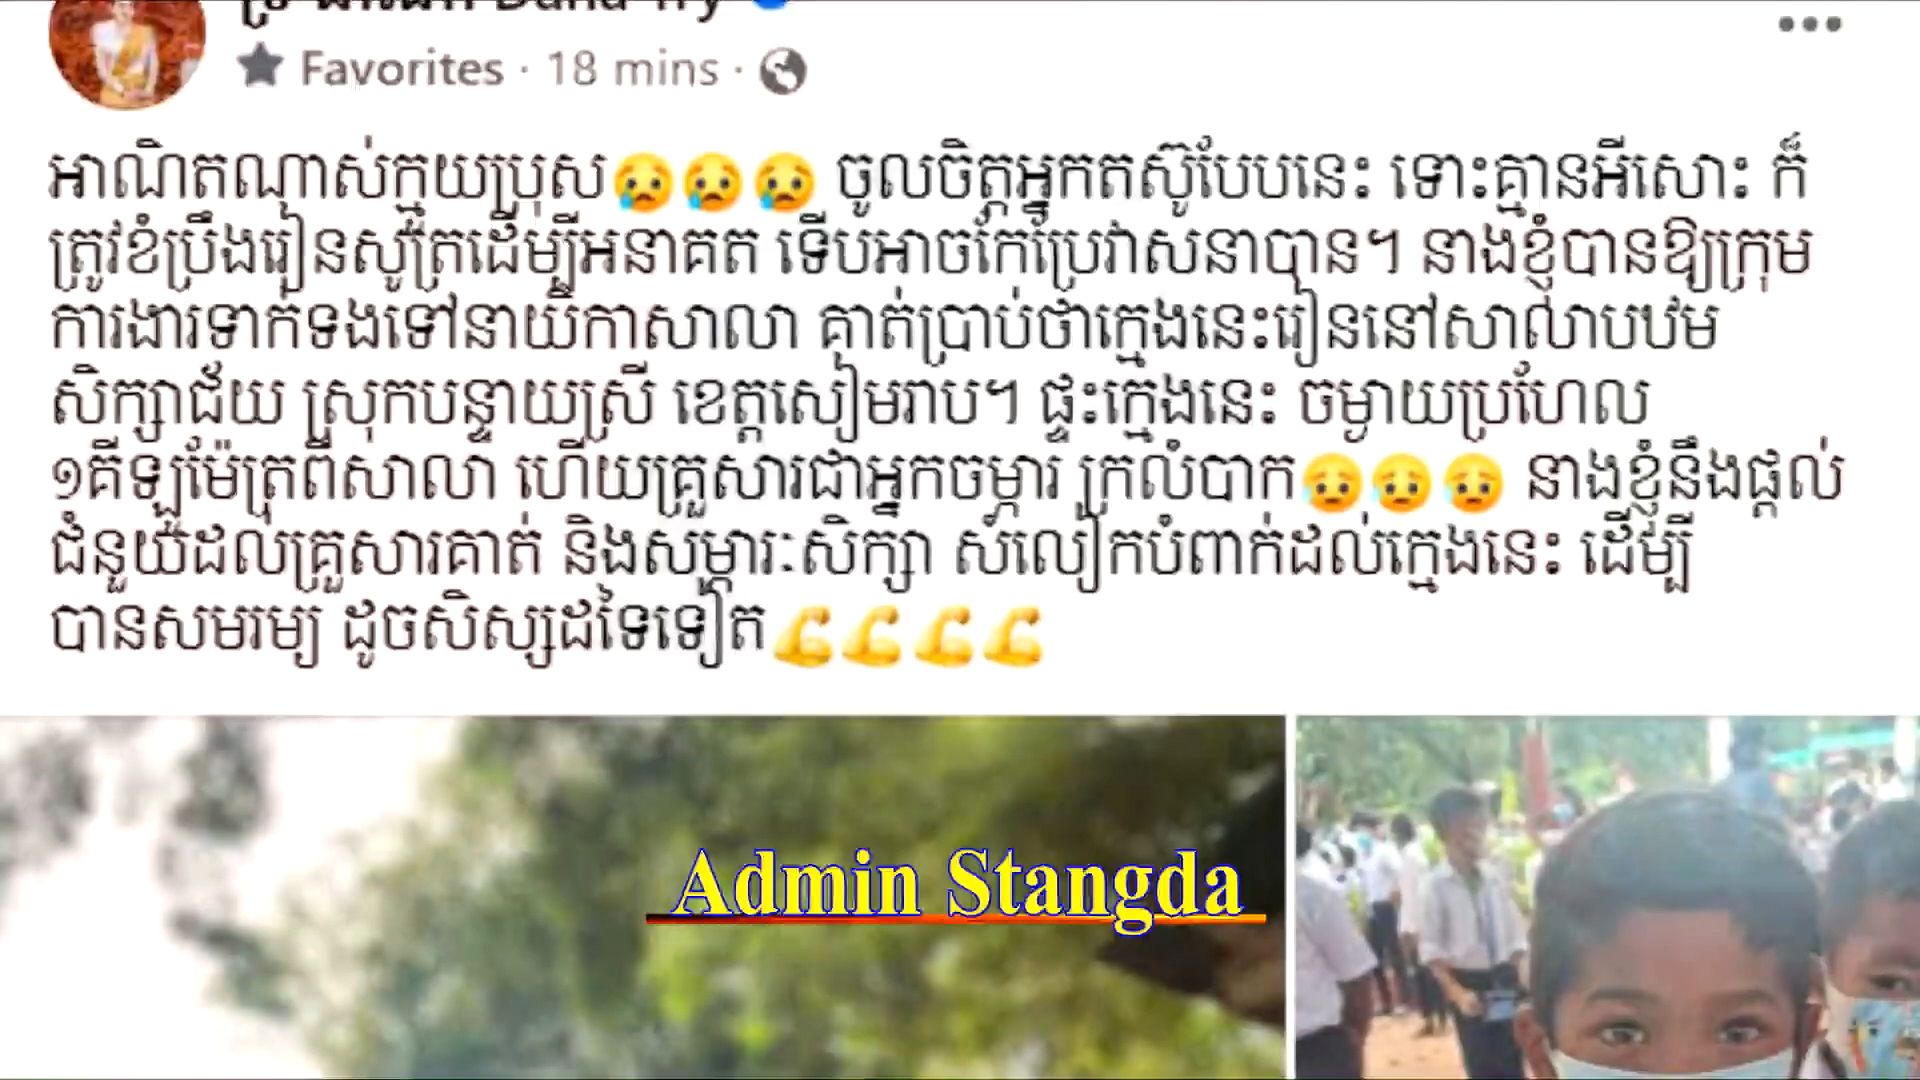 Favorites · 18 mins ·
អាណិតណាស់ក្មួយប្រុស😥😥😥 ចូលចិត្តអ្នកតស៊ូបែបនេះ ទោះគ្មានអីសោះ ក៏
ត្រូវខំប្រឹងរៀនសូត្រដើម្បីអនាគត ទើបអាចកែប្រែវាសនាបាន។ នាងខ្ញុំបានឱ្យក្រុម
ការងារទាក់ទងទៅនាយិកាសាលា គាត់ប្រាប់ថាក្មេងនេះរៀននៅសាលាបឋម
សិក្សាជ័យ ស្រុកបន្ទាយស្រី ខេត្តសៀមរាប។ ផ្ទះក្មេងនេះ ចម្ងាយប្រហែល
១គីឡូម៉ែត្រពីសាលា ហើយគ្រួសារជាអ្នកចម្ការ ក្រលំបាក😥😥😥 នាងខ្ញុំនឹងផ្តល់
ជំនួយដល់គ្រួសារគាត់ និងសម្ភារៈសិក្សា សំលៀកបំពាក់ដល់ក្មេងនេះ ដើម្បី
បានសមរម្យ ដូចសិស្សដទៃទៀត💪💪💪💪
Admin Stangda